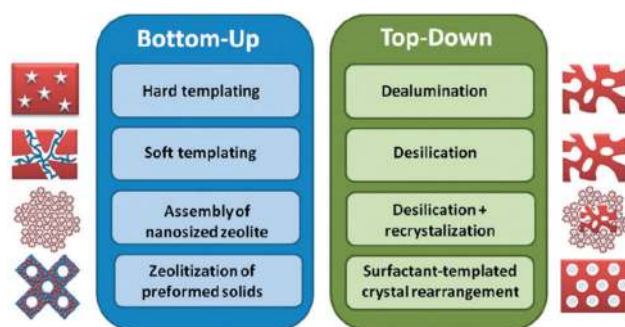 Bottom-Up
Hard templating
Soft templating
Assembly of
nanosized zeolite
Zeolitization of
preformed solids
Top-Down
Dealumination
Desilication
Desilication +
recrystalization
Surfactant-templated
crystal rearrangement